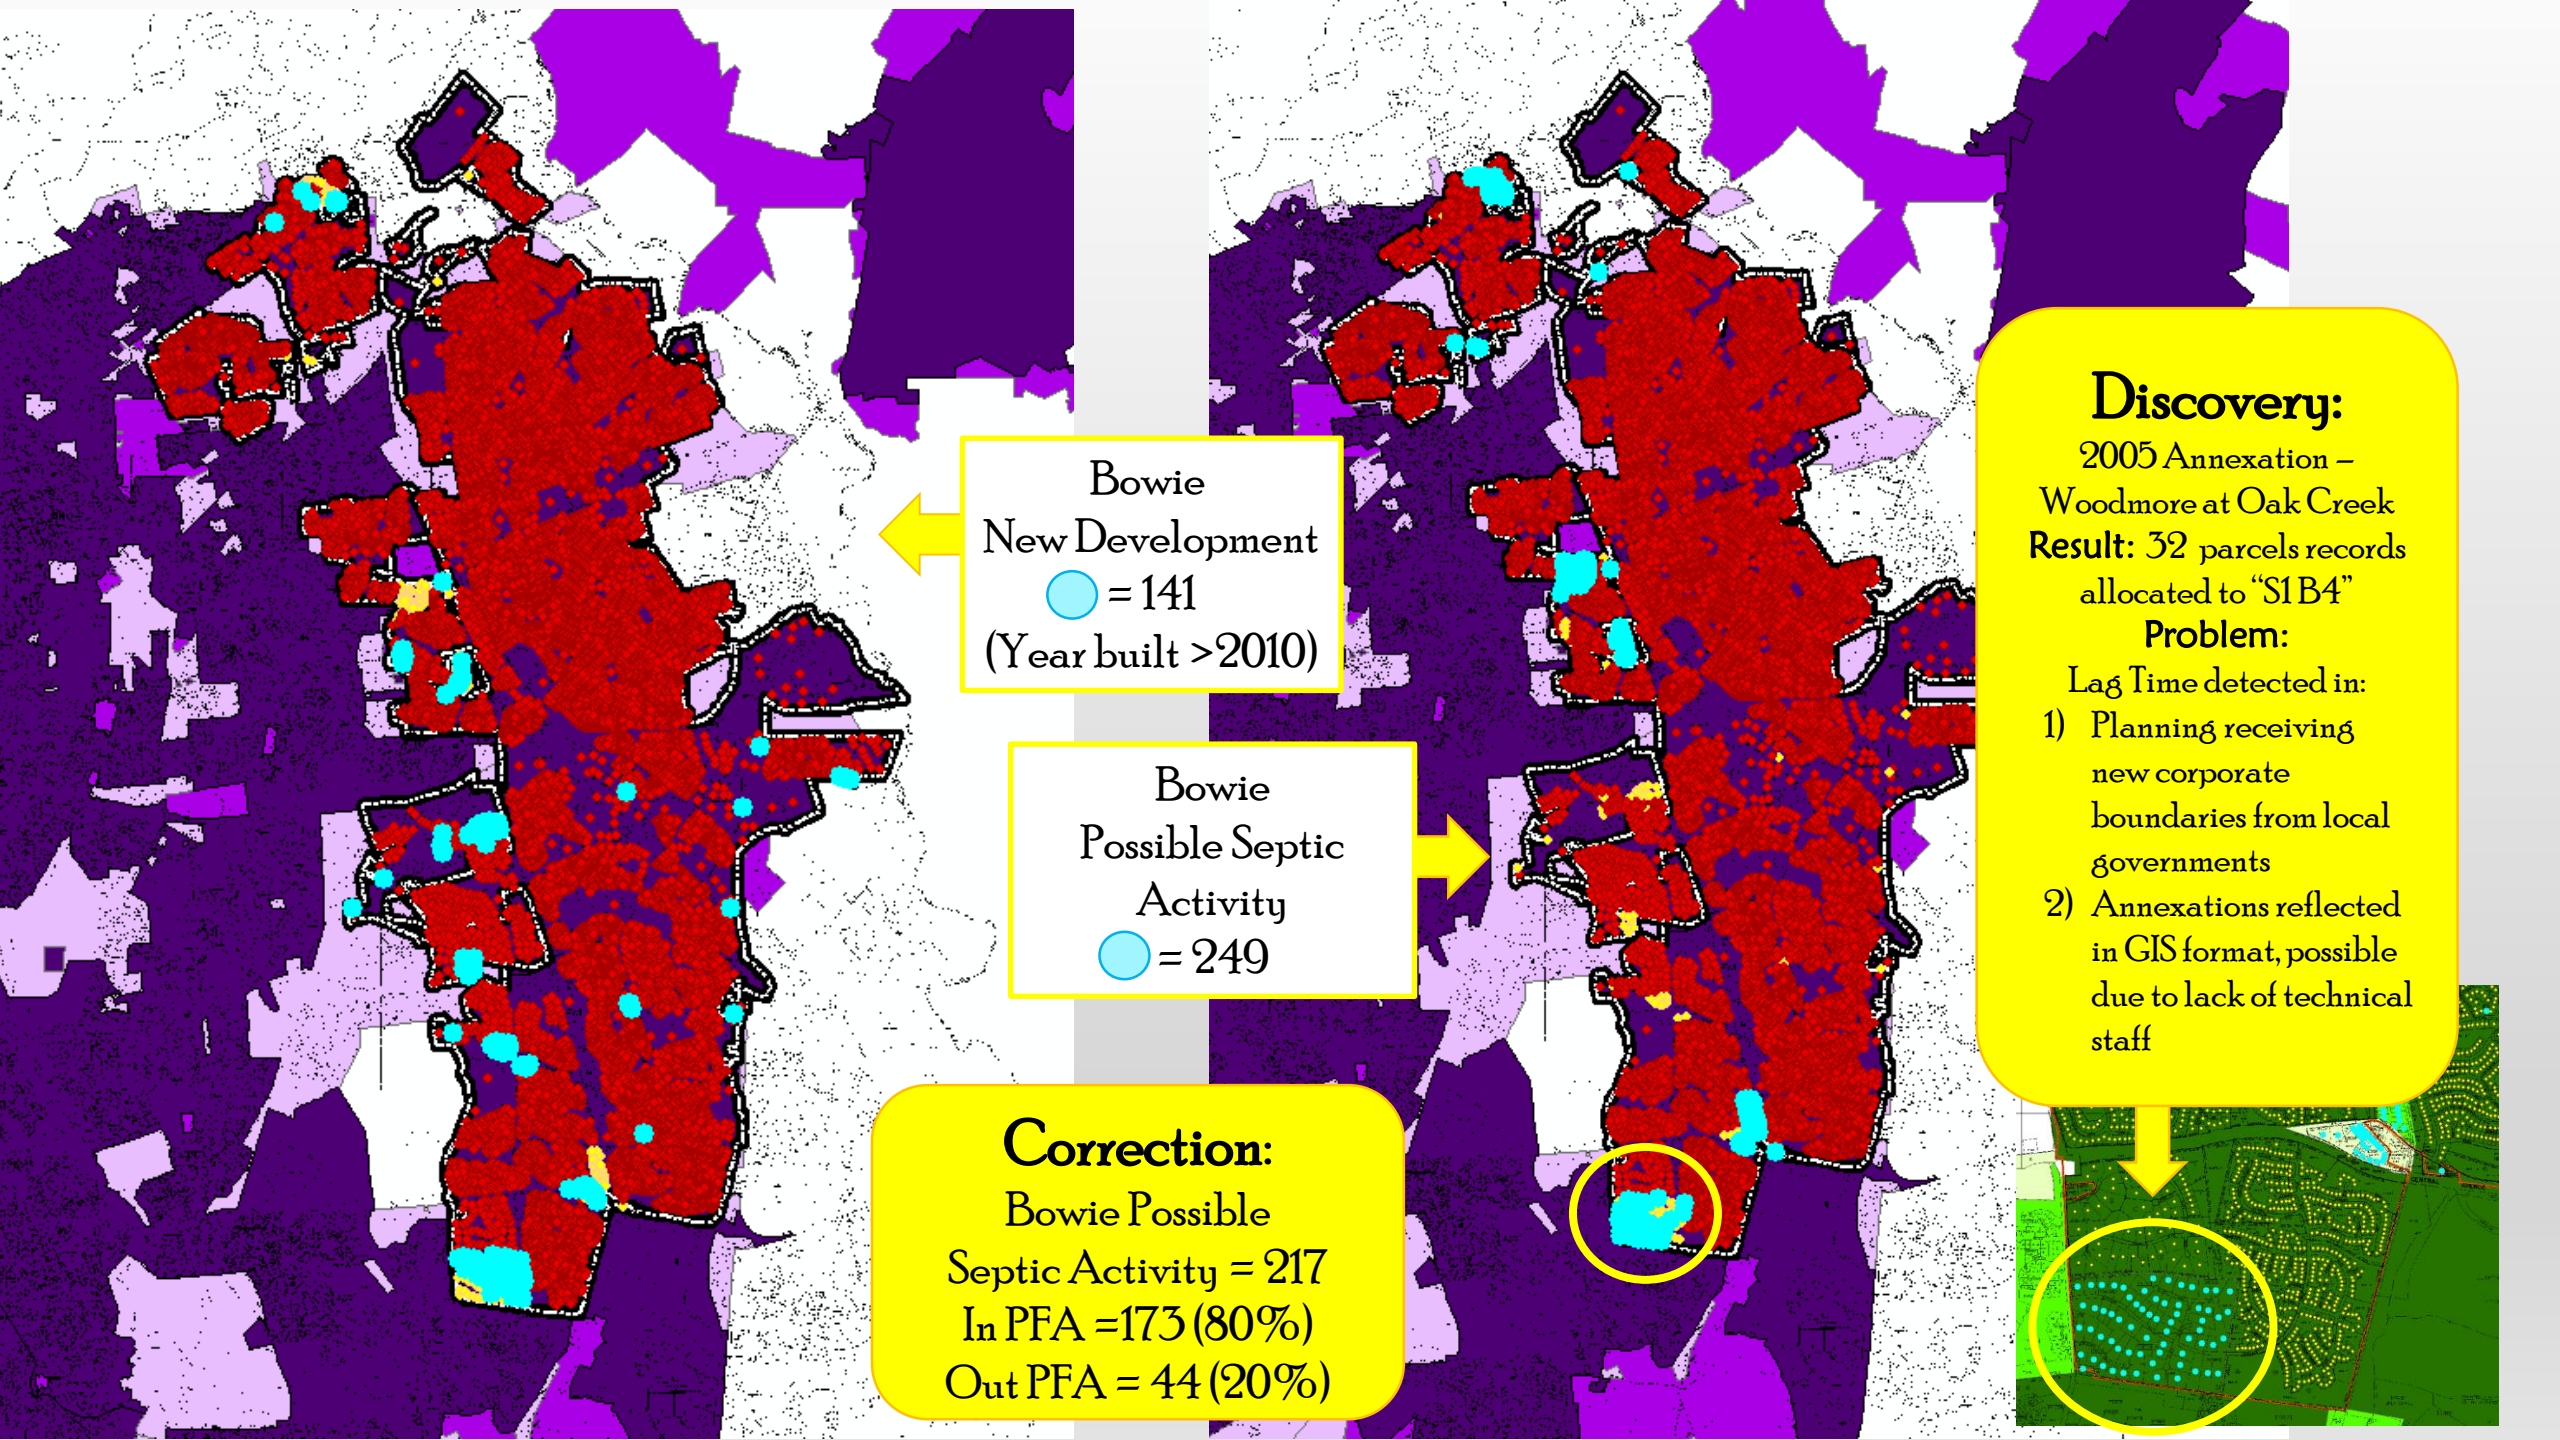 Bowie
New Development
= 141
(Year built >2010)
Bowie
Possible Septic
Activity
= 249
Correction:
Bowie Possible
Septic Activity = 217
In PFA =173 (80%)
Out PFA = 44 (20%)
Discovery:
2005 Annexation –
Woodmore at Oak Creek
Result: 32 parcels records
allocated to “S1 B4”
Problem:
Lag Time detected in:
1) Planning receiving
new corporate
boundaries from local
governments
2) Annexations reflected
in GIS format, possible
due to lack of technical
staff